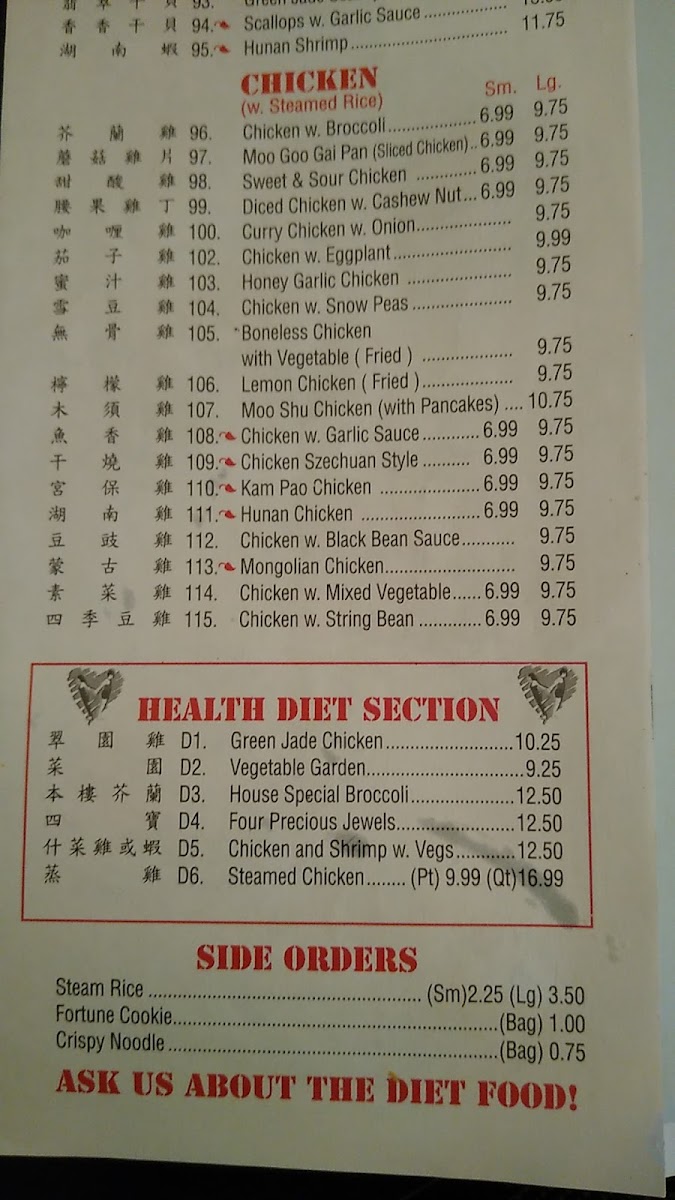 翡翠干貝 93. Green Jade
香香干貝 94. Scallops w. Garlic Sauce
湖南蝦 95. Hunan Shrimp 11.75
CHICKEN
(w. Steamed Rice) Sm. Lg.
芥蘭雞 96. Chicken w. Broccoli 6.99 9.75
蘑菇雞片 97. Moo Goo Gai Pan (Sliced Chicken) 6.99 9.75
甜酸雞 98. Sweet & Sour Chicken 6.99 9.75
腰果雞丁 99. Diced Chicken w. Cashew Nut 6.99 9.75
咖喱雞 100. Curry Chicken w. Onion 9.75
茄子雞 102. Chicken w. Eggplant 9.99
蜜汁雞 103. Honey Garlic Chicken 9.75
雪豆雞 104. Chicken w. Snow Peas 9.75
無骨雞 105. Boneless Chicken
with Vegetable ( Fried ) 9.75
檸檬雞 106. Lemon Chicken ( Fried ) 9.75
木須雞 107. Moo Shu Chicken (with Pancakes) 10.75
魚香雞 108. Chicken w. Garlic Sauce 6.99 9.75
干燒雞 109. Chicken Szechuan Style 6.99 9.75
宮保雞 110. Kam Pao Chicken 6.99 9.75
湖南雞 111. Hunan Chicken 6.99 9.75
豆豉雞 112. Chicken w. Black Bean Sauce 9.75
蒙古雞 113. Mongolian Chicken 9.75
素菜雞 114. Chicken w. Mixed Vegetable 6.99 9.75
四季豆雞 115. Chicken w. String Bean 6.99 9.75
HEALTH DIET SECTION
翠園雞 D1. Green Jade Chicken 10.25
菜園 D2. Vegetable Garden 9.25
本樓芥蘭 D3. House Special Broccoli 12.50
四寶 D4. Four Precious Jewels 12.50
什菜雞或蝦 D5. Chicken and Shrimp w. Vegs 12.50
蒸雞 D6. Steamed Chicken (Pt) 9.99 (Qt)16.99
SIDE ORDERS
Steam Rice (Sm)2.25 (Lg) 3.50
Fortune Cookie (Bag) 1.00
Crispy Noodle (Bag) 0.75
ASK US ABOUT THE DIET FOOD!